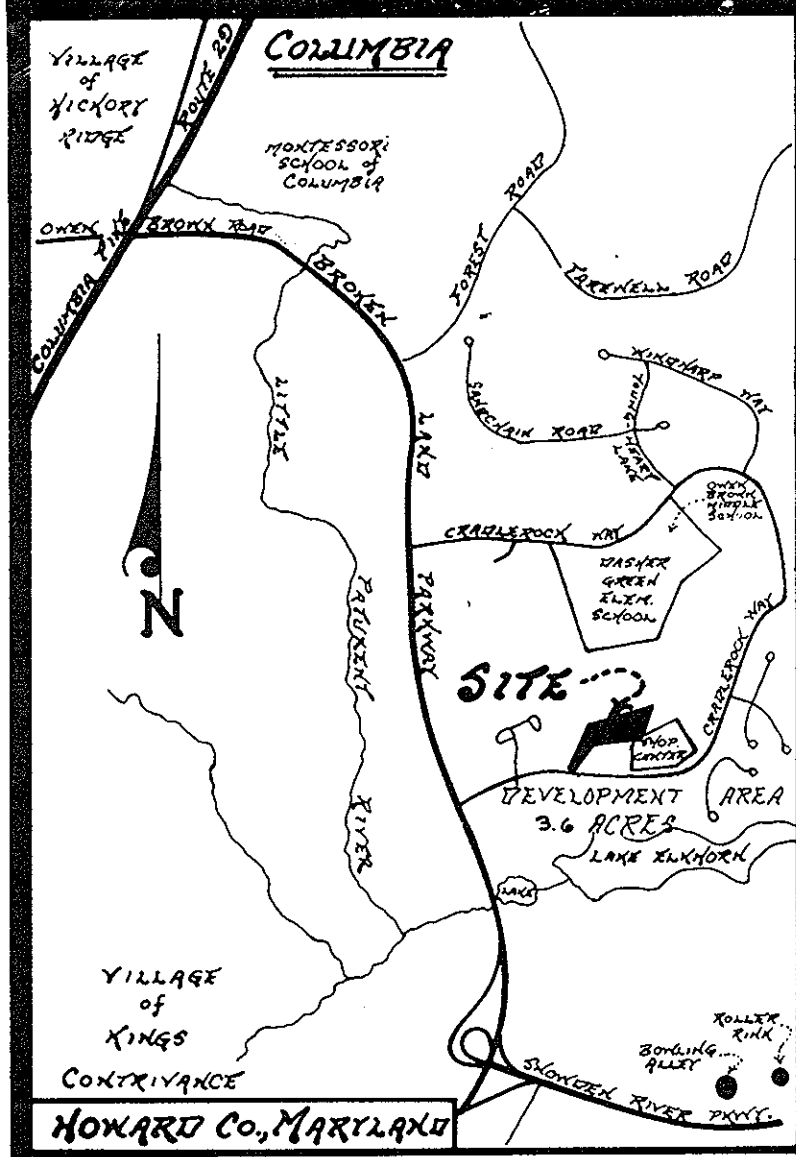 COLUMBIA
VILLAGE
of
HICKORY
RIDGE
ROUTE 29
MONTESSORI
SCHOOL of
COLUMBIA
OWEN BROWN ROAD
COLUMBIA PIKE
BROKEN LAND PARKWAY
FOREST ROAD
FAREWELL ROAD
WINDHARP WAY
SANDCHAIN ROAD
LITTLE PATUXENT RIVER
OWEN
BROWN
MIDDLE
SCHOOL
CRADLEROCK WAY
DASHER
GREEN
ELEM.
SCHOOL
N
CRADLEROCK WAY
SITE
SHOP.
CENTER
DEVELOPMENT AREA
3.6 ACRES
LAKE ELKHORN
LAKE
VILLAGE
of
KINGS
CONTRIVANCE
ROLLER
RINK
BOWLING
ALLEY
SNOWDEN RIVER PKWY.
HOWARD CO., MARYLAND